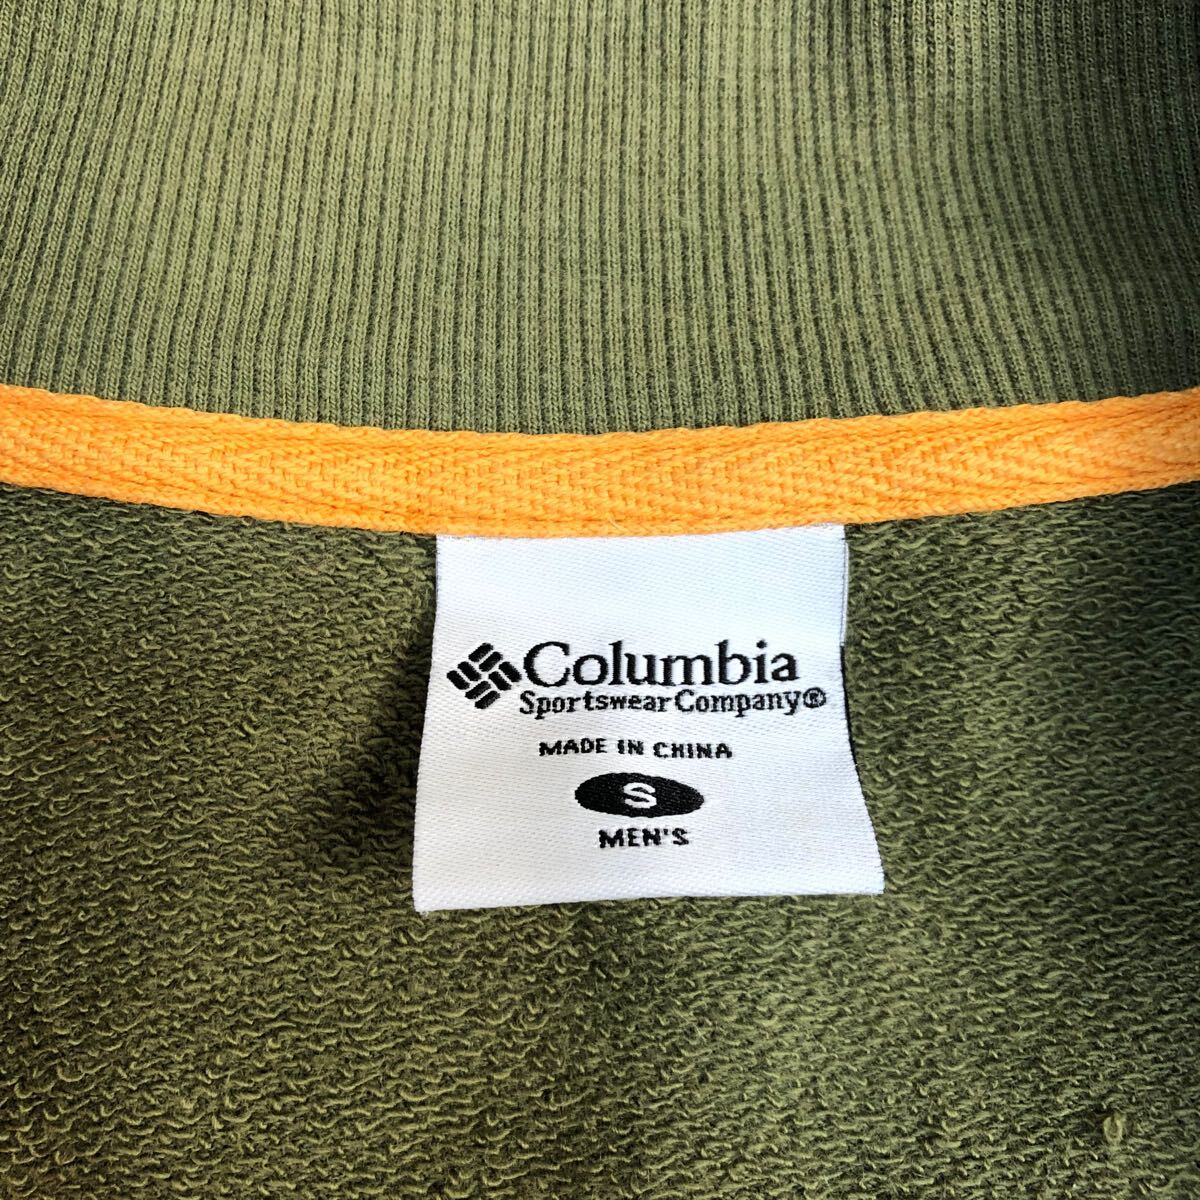 Columbia
Sportswear Company®
MADE IN CHINA
S
MEN'S